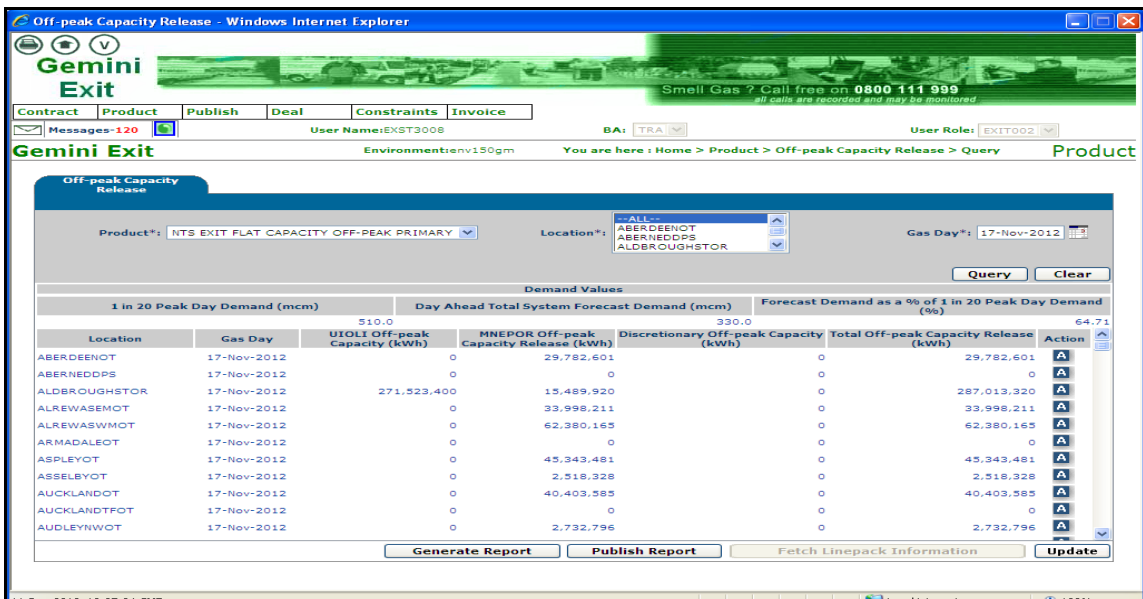 Off-peak Capacity Release - Windows Internet Explorer
V
Gemini
Exit
Smell Gas ? Call free on 0800 111 999
all calls are recorded and may be monitored
Contract Product Publish Deal Constraints Invoice
Messages-120 User Name:EXST3008 BA: TRA User Role: EXIT002
Gemini Exit Environment:env150gm You are here : Home > Product > Off-peak Capacity Release > Query Product
Off-peak Capacity
Release
Product*: NTS EXIT FLAT CAPACITY OFF-PEAK PRIMARY Location*: --ALL-- Gas Day*: 17-Nov-2012
ABERDEENOT
ABERNEDDPS
ALDBROUGHSTOR
Query Clear
Demand Values
1 in 20 Peak Day Demand (mcm) Day Ahead Total System Forecast Demand (mcm) Forecast Demand as a % of 1 in 20 Peak Day Demand
(%)
510.0 330.0 64.71
Location Gas Day UIOLI Off-peak Capacity (kWh) MNEPOR Off-peak Capacity Release (kWh) Discretionary Off-peak Capacity (kWh) Total Off-peak Capacity Release (kWh) Action
ABERDEENOT 17-Nov-2012 0 29,782,601 0 29,782,601 A
ABERNEDDPS 17-Nov-2012 0 0 0 0 A
ALDBROUGHSTOR 17-Nov-2012 271,523,400 15,489,920 0 287,013,320 A
ALREWASEMOT 17-Nov-2012 0 33,998,211 0 33,998,211 A
ALREWASWMOT 17-Nov-2012 0 62,380,165 0 62,380,165 A
ARMADALEOT 17-Nov-2012 0 0 0 0 A
ASPLEYOT 17-Nov-2012 0 45,343,481 0 45,343,481 A
ASSELBYOT 17-Nov-2012 0 2,518,328 0 2,518,328 A
AUCKLANDOT 17-Nov-2012 0 40,403,585 0 40,403,585 A
AUCKLANDTFOT 17-Nov-2012 0 0 0 0 A
AUDLEYNWOT 17-Nov-2012 0 2,732,796 0 2,732,796 A
Generate Report Publish Report Fetch Linepack Information Update